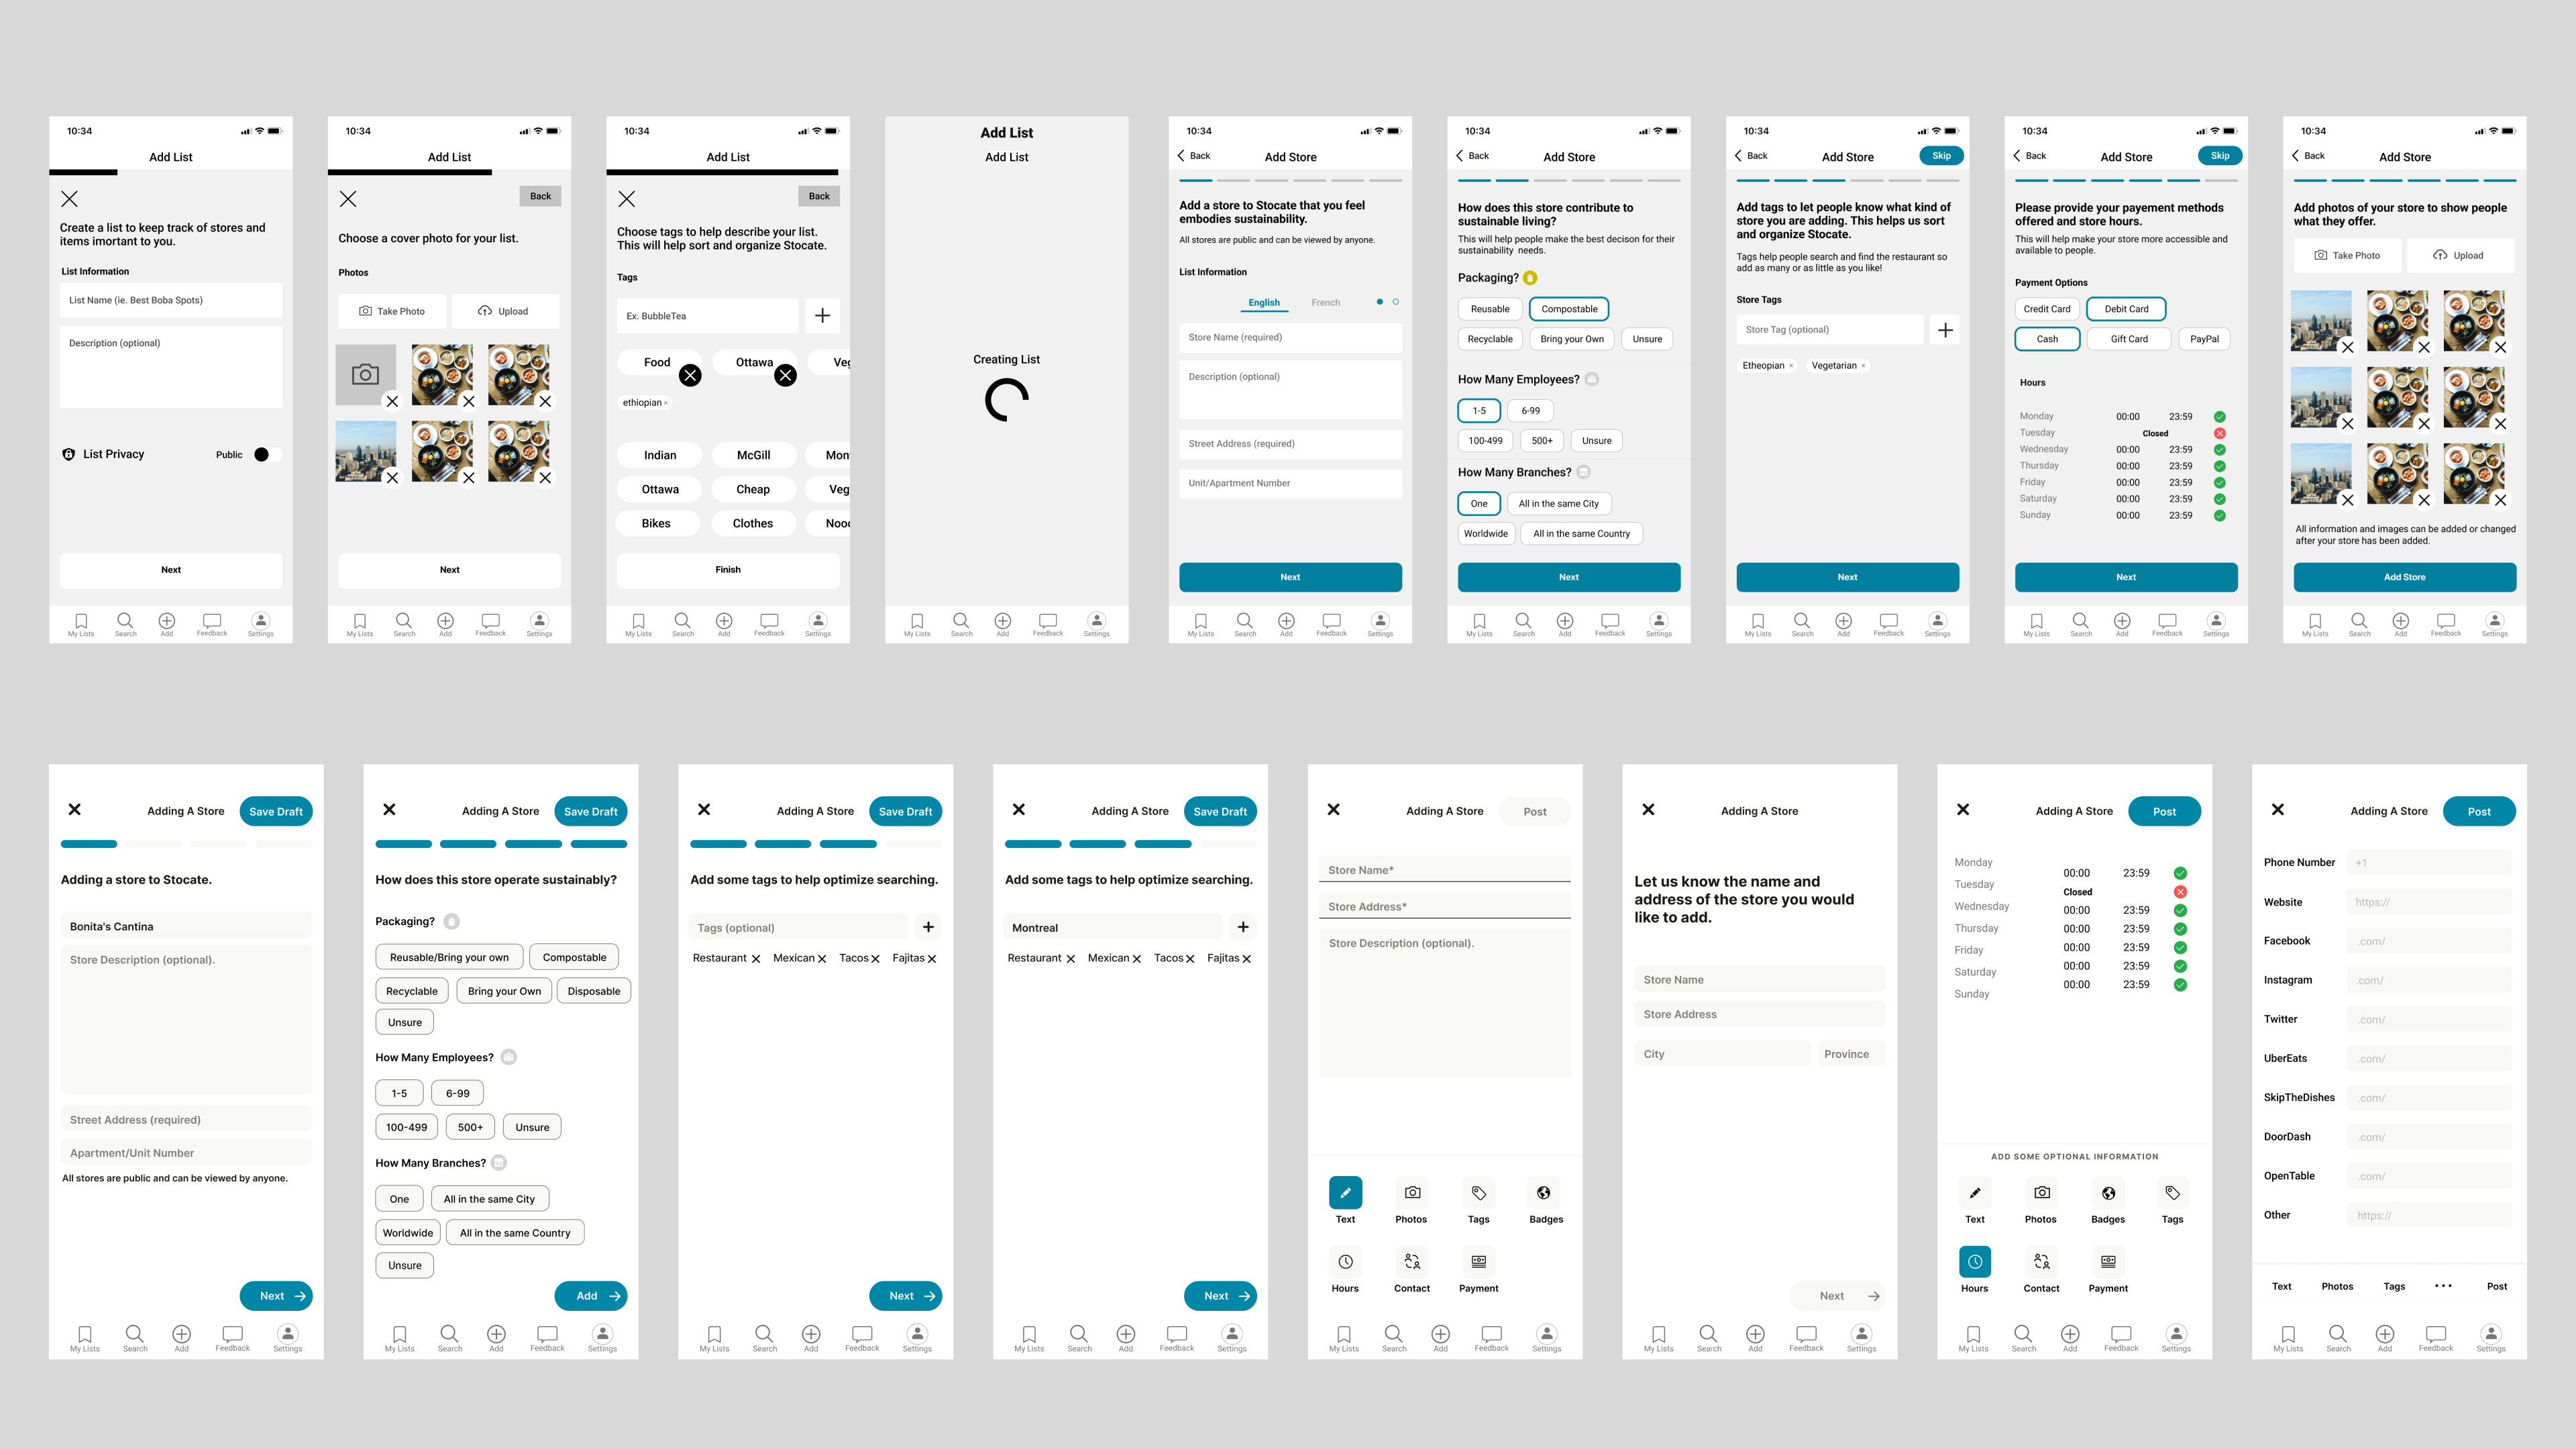 10:34
Add List
Create a list to keep track of stores and
items imortant to you.
List Information
List Name (ie. Best Boba Spots)
Description (optional)
List Privacy
Public
Next
My Lists
Search
Add
Feedback
Settings
10:34
Add List
Back
Choose a cover photo for your list.
Photos
Take Photo
Upload
Next
My Lists
Search
Add
Feedback
Settings
10:34
Add List
Back
Choose tags to help describe your list.
This will help sort and organize Stocate.
Tags
Ex. BubbleTea
Food
Ottawa
Veg
ethiopian ×
Indian
McGill
Mon
Ottawa
Cheap
Veg
Bikes
Clothes
Nood
Finish
My Lists
Search
Add
Feedback
Settings
Add List
Add List
Creating List
My Lists
Search
Add
Feedback
Settings
10:34
Back
Add Store
Add a store to Stocate that you feel
embodies sustainability.
All stores are public and can be viewed by anyone.
List Information
English
French
Store Name (required)
Description (optional)
Street Address (required)
Unit/Apartment Number
Next
My Lists
Search
Add
Feedback
Settings
10:34
Back
Add Store
How does this store contribute to
sustainable living?
This will help people make the best decison for their
sustainability needs.
Packaging?
Reusable
Compostable
Recyclable
Bring your Own
Unsure
How Many Employees?
1-5
6-99
100-499
500+
Unsure
How Many Branches?
One
All in the same City
Worldwide
All in the same Country
Next
My Lists
Search
Add
Feedback
Settings
10:34
Back
Add Store
Skip
Add tags to let people know what kind of
store you are adding. This helps us sort
and organize Stocate.
Tags help people search and find the restaurant so
add as many or as little as you like!
Store Tags
Store Tag (optional)
Etheopian ×
Vegetarian ×
Next
My Lists
Search
Add
Feedback
Settings
10:34
Back
Add Store
Skip
Please provide your payement methods
offered and store hours.
This will help make your store more accessible and
available to people.
Payment Options
Credit Card
Debit Card
Cash
Gift Card
PayPal
Hours
Monday 00:00 23:59
Tuesday Closed
Wednesday 00:00 23:59
Thursday 00:00 23:59
Friday 00:00 23:59
Saturday 00:00 23:59
Sunday 00:00 23:59
Next
My Lists
Search
Add
Feedback
Settings
10:34
Back
Add Store
Add photos of your store to show people
what they offer.
Take Photo
Upload
All information and images can be added or changed
after your store has been added.
Add Store
My Lists
Search
Add
Feedback
Settings
Adding A Store
Save Draft
Adding a store to Stocate.
Bonita's Cantina
Store Description (optional).
Street Address (required)
Apartment/Unit Number
All stores are public and can be viewed by anyone.
Next
My Lists
Search
Add
Feedback
Settings
Adding A Store
Save Draft
How does this store operate sustainably?
Packaging?
Reusable/Bring your own
Compostable
Recyclable
Bring your Own
Disposable
Unsure
How Many Employees?
1-5
6-99
100-499
500+
Unsure
How Many Branches?
One
All in the same City
Worldwide
All in the same Country
Unsure
Add
My Lists
Search
Add
Feedback
Settings
Adding A Store
Save Draft
Add some tags to help optimize searching.
Tags (optional)
Restaurant
Mexican
Tacos
Fajitas
Next
My Lists
Search
Add
Feedback
Settings
Adding A Store
Save Draft
Add some tags to help optimize searching.
Montreal
Restaurant
Mexican
Tacos
Fajitas
Next
My Lists
Search
Add
Feedback
Settings
Adding A Store
Post
Store Name*
Store Address*
Store Description (optional).
Text
Photos
Tags
Badges
Hours
Contact
Payment
My Lists
Search
Add
Feedback
Settings
Adding A Store
Let us know the name and
address of the store you would
like to add.
Store Name
Store Address
City
Province
Next
My Lists
Search
Add
Feedback
Settings
Adding A Store
Post
Monday 00:00 23:59
Tuesday Closed
Wednesday 00:00 23:59
Thursday 00:00 23:59
Friday 00:00 23:59
Saturday 00:00 23:59
Sunday 00:00 23:59
ADD SOME OPTIONAL INFORMATION
Text
Photos
Badges
Tags
Hours
Contact
Payment
My Lists
Search
Add
Feedback
Settings
Adding A Store
Post
Phone Number +1
Website https://
Facebook .com/
Instagram .com/
Twitter .com/
UberEats .com/
SkipTheDishes .com/
DoorDash .com/
OpenTable .com/
Other https://
Text
Photos
Tags
Post
My Lists
Search
Add
Feedback
Settings